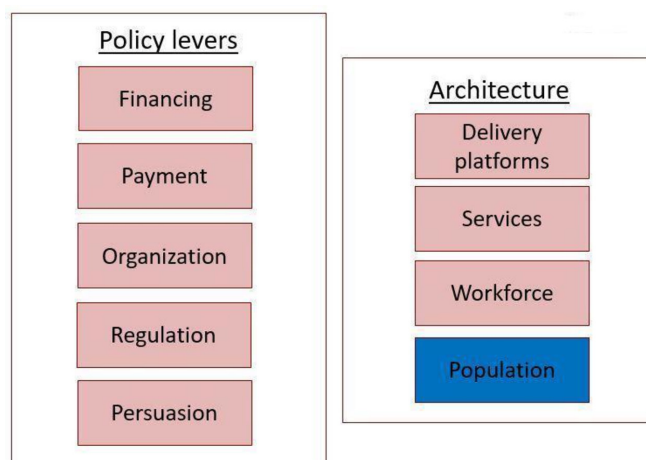 Policy levers
Financing
Payment
Organization
Regulation
Persuasion
Architecture
Delivery
platforms
Services
Workforce
Population